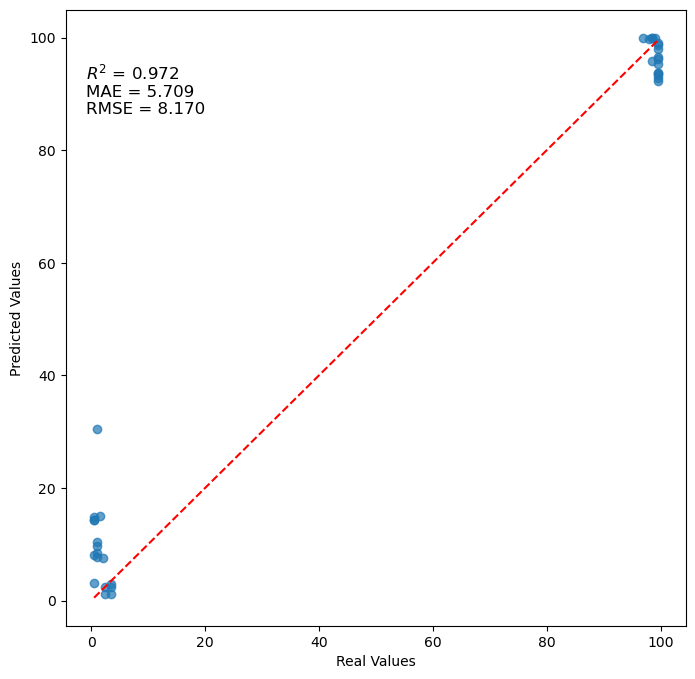 100
80
60
40
20
0
Predicted Values
R² = 0.972
MAE = 5.709
RMSE = 8.170
0 20 40 60 80 100
Real Values